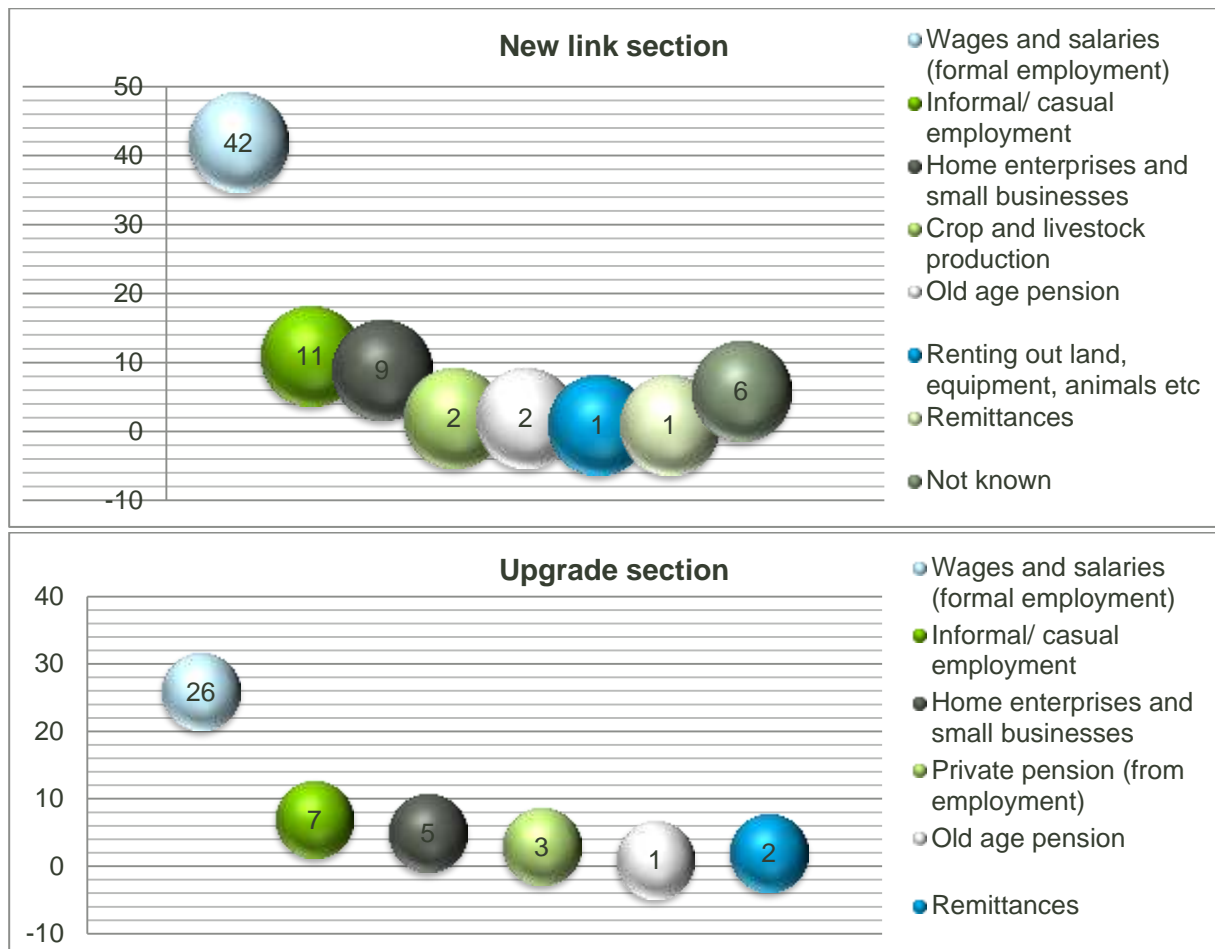 New link section
50
40
30
20
10
0
-10
42
11
9
2
2
1
1
6
Wages and salaries
(formal employment)
Informal/ casual
employment
Home enterprises and
small businesses
Crop and livestock
production
Old age pension
Renting out land,
equipment, animals etc
Remittances
Not known
Upgrade section
40
30
20
10
0
-10
26
7
5
3
1
2
Wages and salaries
(formal employment)
Informal/ casual
employment
Home enterprises and
small businesses
Private pension (from
employment)
Old age pension
Remittances